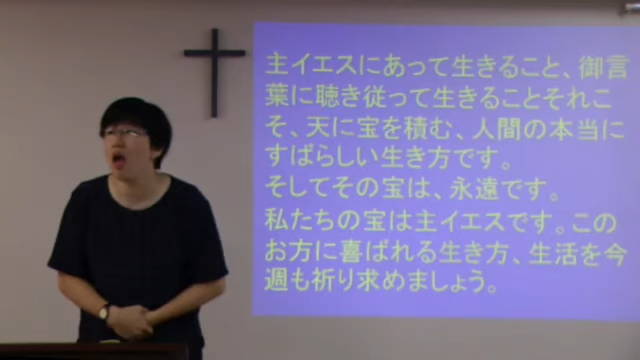 主イエスにあって生きること、御言
葉に聴き従って生きることそれこ
そ、天に宝を積む、人間の本当に
すばらしい生き方です。
そしてその宝は、永遠です。
私たちの宝は主イエスです。この
お方に喜ばれる生き方、生活を今
週も祈り求めましょう。